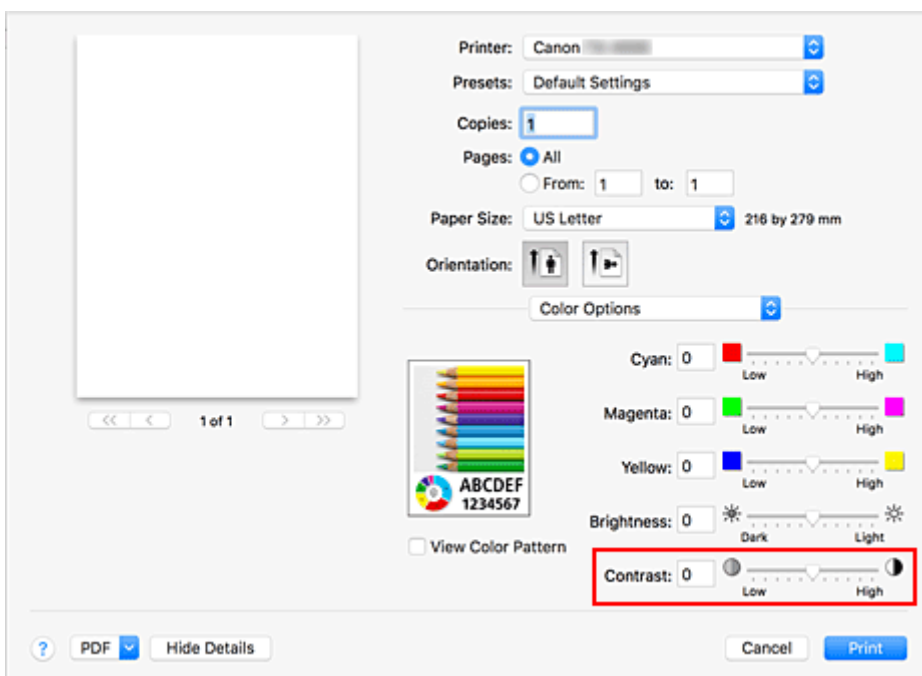 Printer: Canon
Presets: Default Settings
Copies: 1
Pages: All
From: 1 to: 1
Paper Size: US Letter 216 by 279 mm
Orientation:
Color Options
Cyan: 0
Low High
Magenta: 0
Low High
Yellow: 0
Low High
Brightness: 0
Dark Light
Contrast: 0
Low High
ABCDEF
1234567
View Color Pattern
1 of 1
? PDF Hide Details Cancel Print